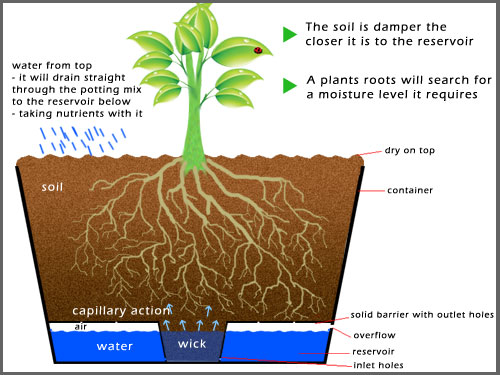 The soil is damper the
closer it is to the reservoir
A plants roots will search for
a moisture level it requires
water from top
- it will drain straight
through the potting mix
to the reservoir below
- taking nutrients with it
dry on top
soil
container
capillary action
solid barrier with outlet holes
air
overflow
water
wick
reservoir
inlet holes